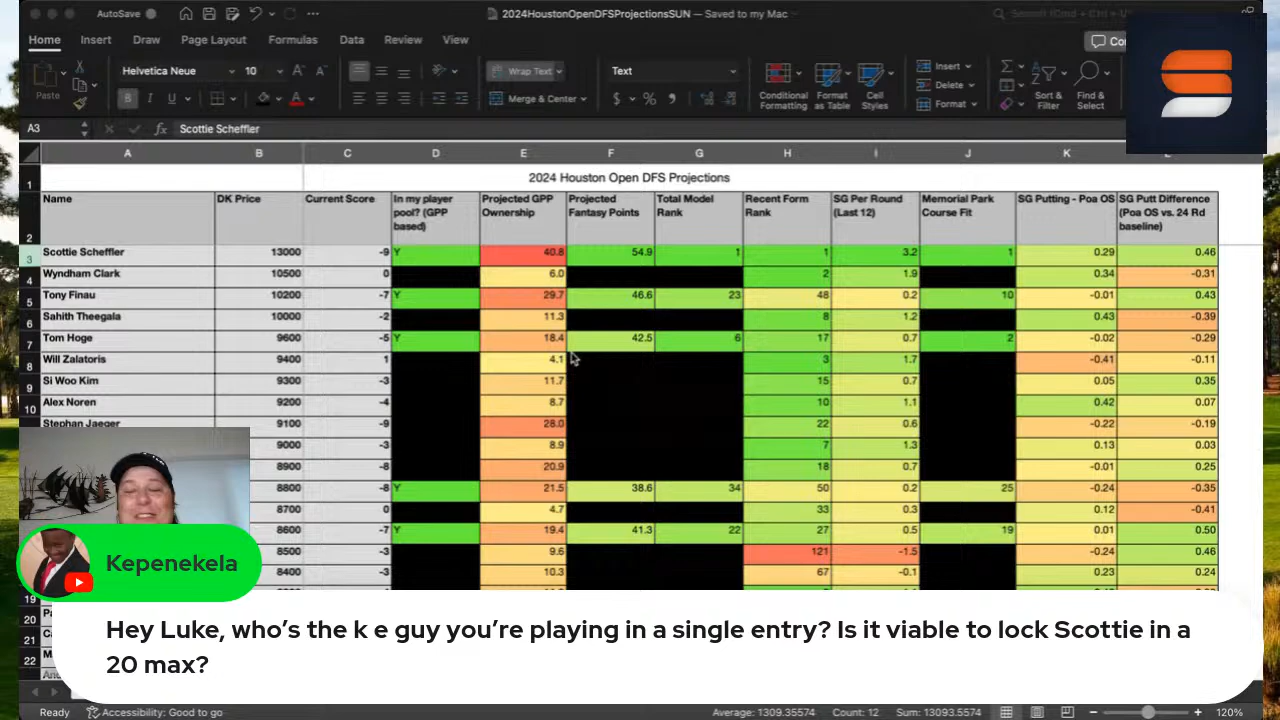 AutoSave
2024HoustonOpenDFSProjectionsSUN — Saved to my Mac
Home Insert Draw Page Layout Formulas Data Review View
Paste Helvetica Neue 10 Wrap Text Text Insert
Merge & Center Conditional Formatting Format as Table Cell Styles Delete Format Sort & Filter Find & Select
A3 fx Scottie Scheffler
A B C D E F G H I J K
1 2024 Houston Open DFS Projections
2 Name DK Price Current Score In my player pool? (GPP based) Projected GPP Ownership Projected Fantasy Points Total Model Rank Recent Form Rank SG Per Round (Last 12) Memorial Park Course Fit SG Putting - Poa OS SG Putt Difference (Poa OS vs. 24 Rd baseline)
3 Scottie Scheffler 13000 -9 Y 40.8 54.9 1 1 3.2 1 0.29 0.46
4 Wyndham Clark 10500 0 6.0 2 1.9 0.34 -0.31
5 Tony Finau 10200 -7 Y 29.7 46.6 23 48 0.2 10 -0.01 0.43
6 Sahith Theegala 10000 -2 11.3 8 1.2 0.43 -0.39
7 Tom Hoge 9600 -5 Y 18.4 42.5 6 17 0.7 2 -0.02 -0.29
8 Will Zalatoris 9400 1 4.1 3 1.7 -0.41 -0.11
9 Si Woo Kim 9300 -3 11.7 15 0.7 0.05 0.35
10 Alex Noren 9200 -4 8.7 10 1.1 0.42 0.07
Stephan Jaeger 9100 -9 28.0 22 0.6 -0.22 -0.19
9000 -3 8.9 7 1.3 0.13 0.03
8900 -8 20.9 18 0.7 -0.01 0.25
8800 -8 Y 21.5 38.6 34 50 0.2 25 -0.24 -0.35
8700 0 4.7 33 0.3 0.12 -0.41
8600 -7 Y 19.4 41.3 22 27 0.5 19 0.01 0.50
8500 -3 9.6 121 -1.5 -0.24 0.46
8400 -3 10.3 67 -0.1 0.23 0.24
19
20
21
22
Kepenekela
Hey Luke, who's the k e guy you're playing in a single entry? Is it viable to lock Scottie in a
20 max?
Ready Accessibility: Good to go Average: 1309.35574 Count: 12 Sum: 13093.5574 120%